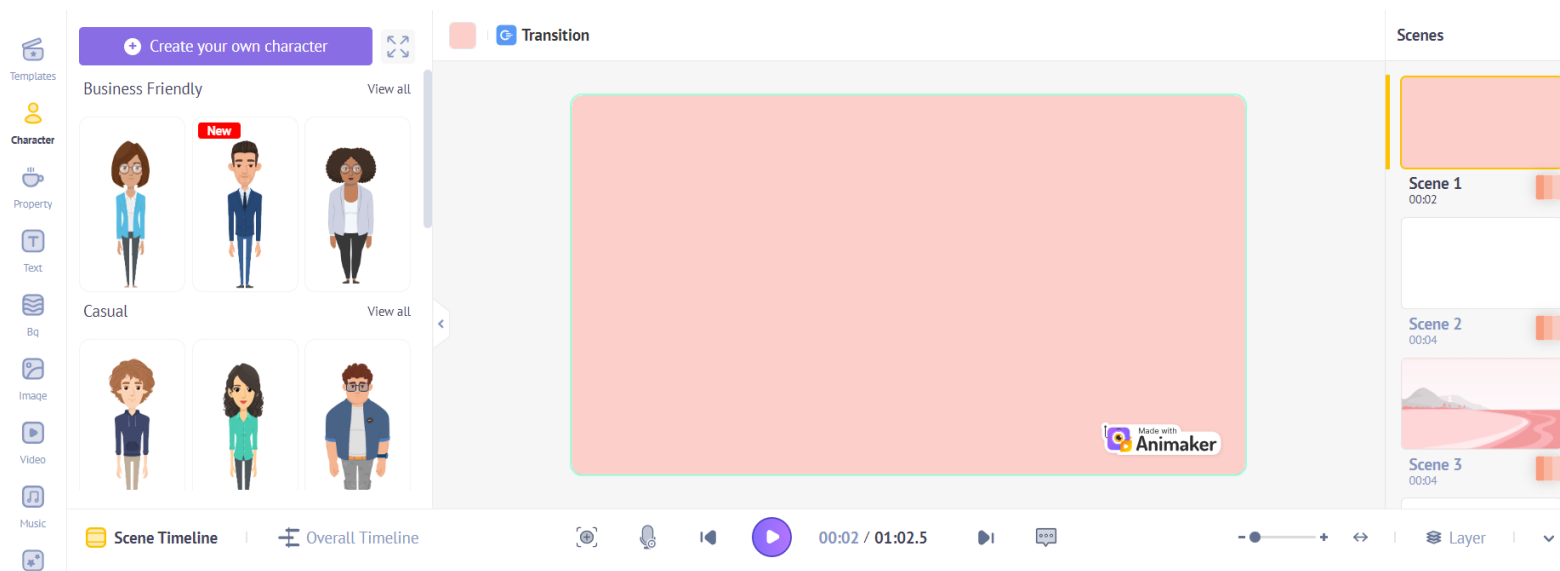 Templates
Character
Property
Text
Bg
Image
Video
Music
Create your own character
Business Friendly
View all
New
Casual
View all
Transition
Made with
Animaker
Scenes
Scene 1
00:02
Scene 2
00:04
Scene 3
00:04
Scene Timeline
Overall Timeline
00:02 / 01:02.5
Layer